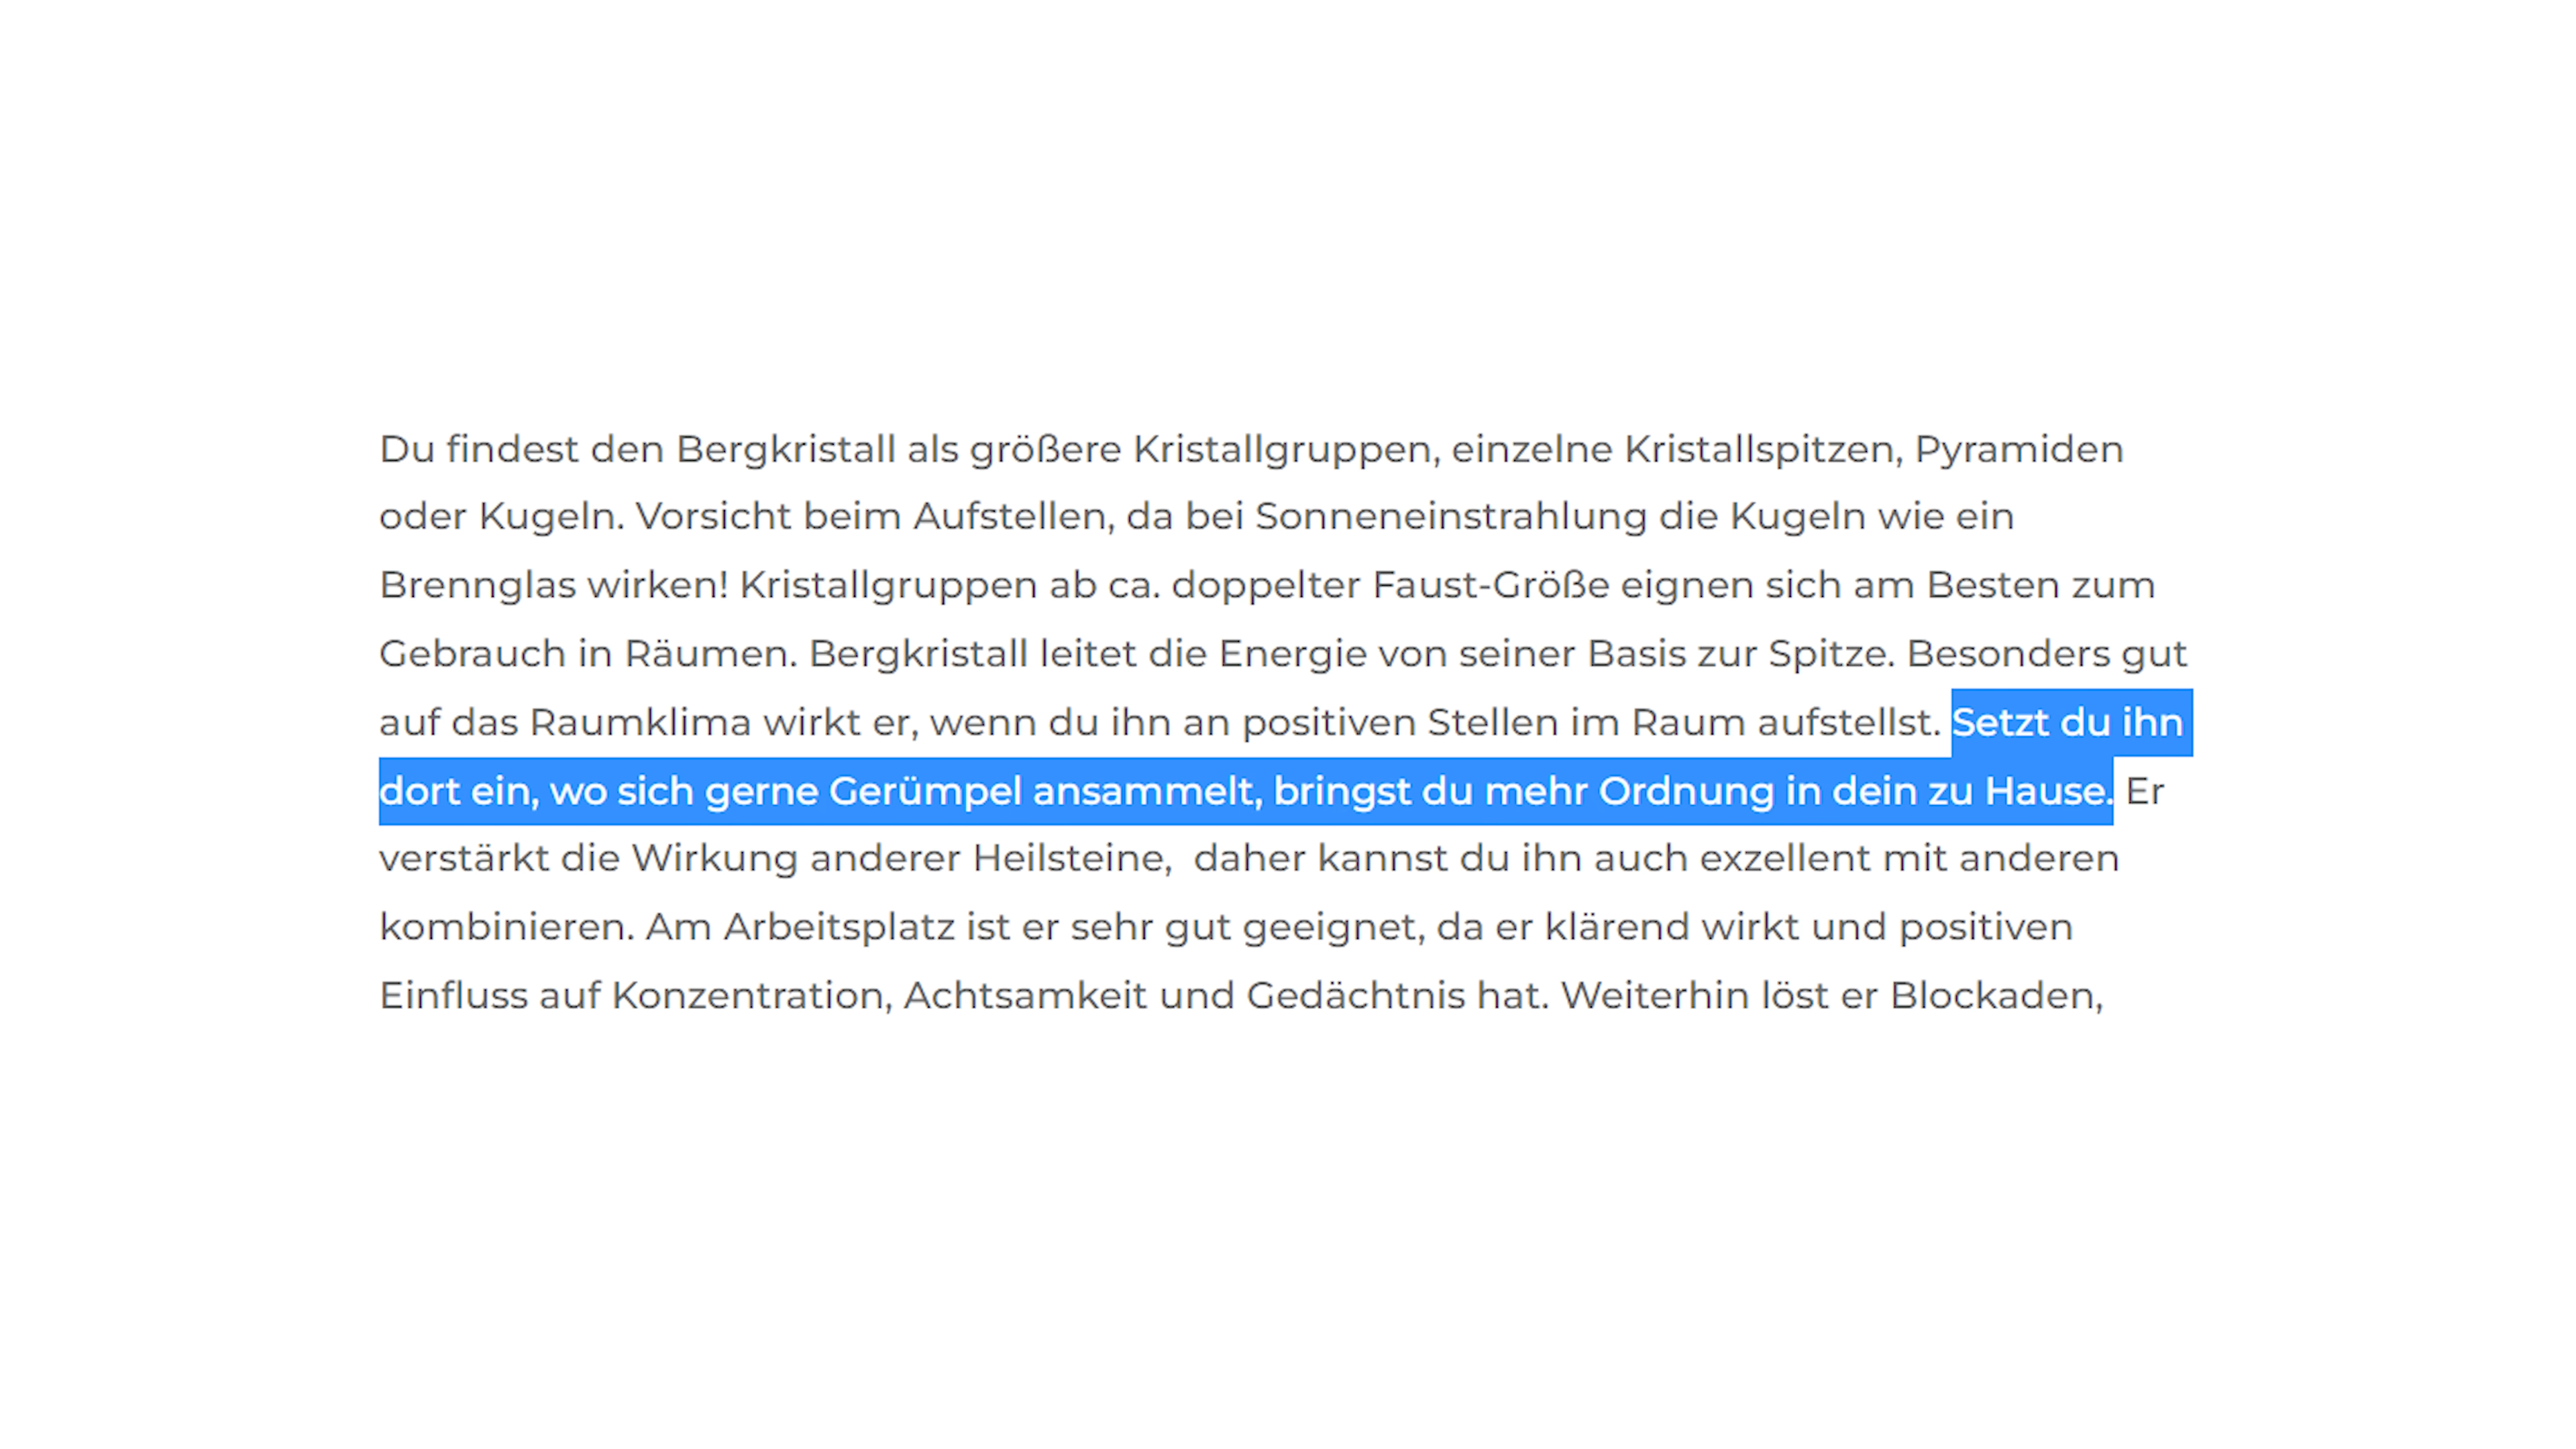 Du findest den Bergkristall als größere Kristallgruppen, einzelne Kristallspitzen, Pyramiden
oder Kugeln. Vorsicht beim Aufstellen, da bei Sonneneinstrahlung die Kugeln wie ein
Brennglas wirken! Kristallgruppen ab ca. doppelter Faust-Größe eignen sich am Besten zum
Gebrauch in Räumen. Bergkristall leitet die Energie von seiner Basis zur Spitze. Besonders gut
auf das Raumklima wirkt er, wenn du ihn an positiven Stellen im Raum aufstellst. Setzt du ihn
dort ein, wo sich gerne Gerümpel ansammelt, bringst du mehr Ordnung in dein zu Hause. Er
verstärkt die Wirkung anderer Heilsteine,  daher kannst du ihn auch exzellent mit anderen
kombinieren. Am Arbeitsplatz ist er sehr gut geeignet, da er klärend wirkt und positiven
Einfluss auf Konzentration, Achtsamkeit und Gedächtnis hat. Weiterhin löst er Blockaden,